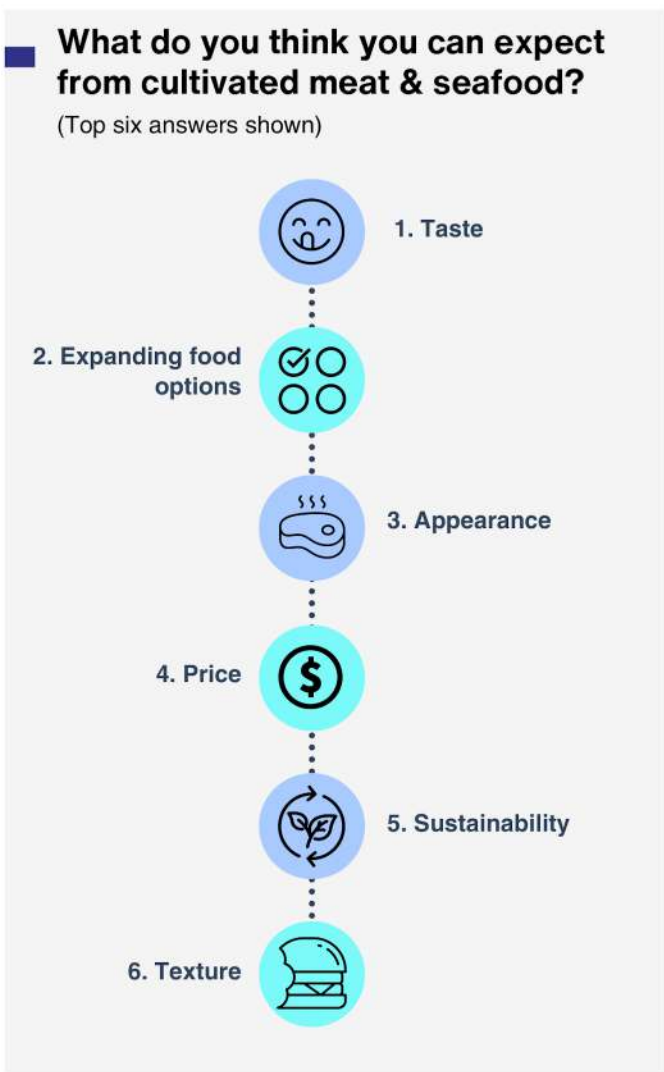 What do you think you can expect
from cultivated meat & seafood?
(Top six answers shown)
1. Taste
2. Expanding food
options
3. Appearance
4. Price
$
5. Sustainability
6. Texture